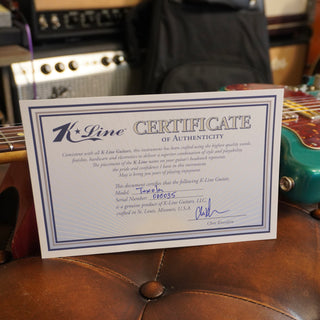 K-Line CERTIFICATE
OF AUTHENTICITY
Consistent with all K-Line Guitars, this instrument has been crafted using the highest quality woods,
finishes, hardware and electronics to deliver a superior combination of style and playability.
The placement of the K-Line name on your guitar's headstock represents
the pride and confidence I have in this instrument.
May it bring you years of playing enjoyment.
This document certifies that the following K-Line Guitar,
Model:
Serial Number:
is a genuine product of K-Line Guitars, LLC,
crafted in St. Louis, Missouri, U.S.A.
Chris